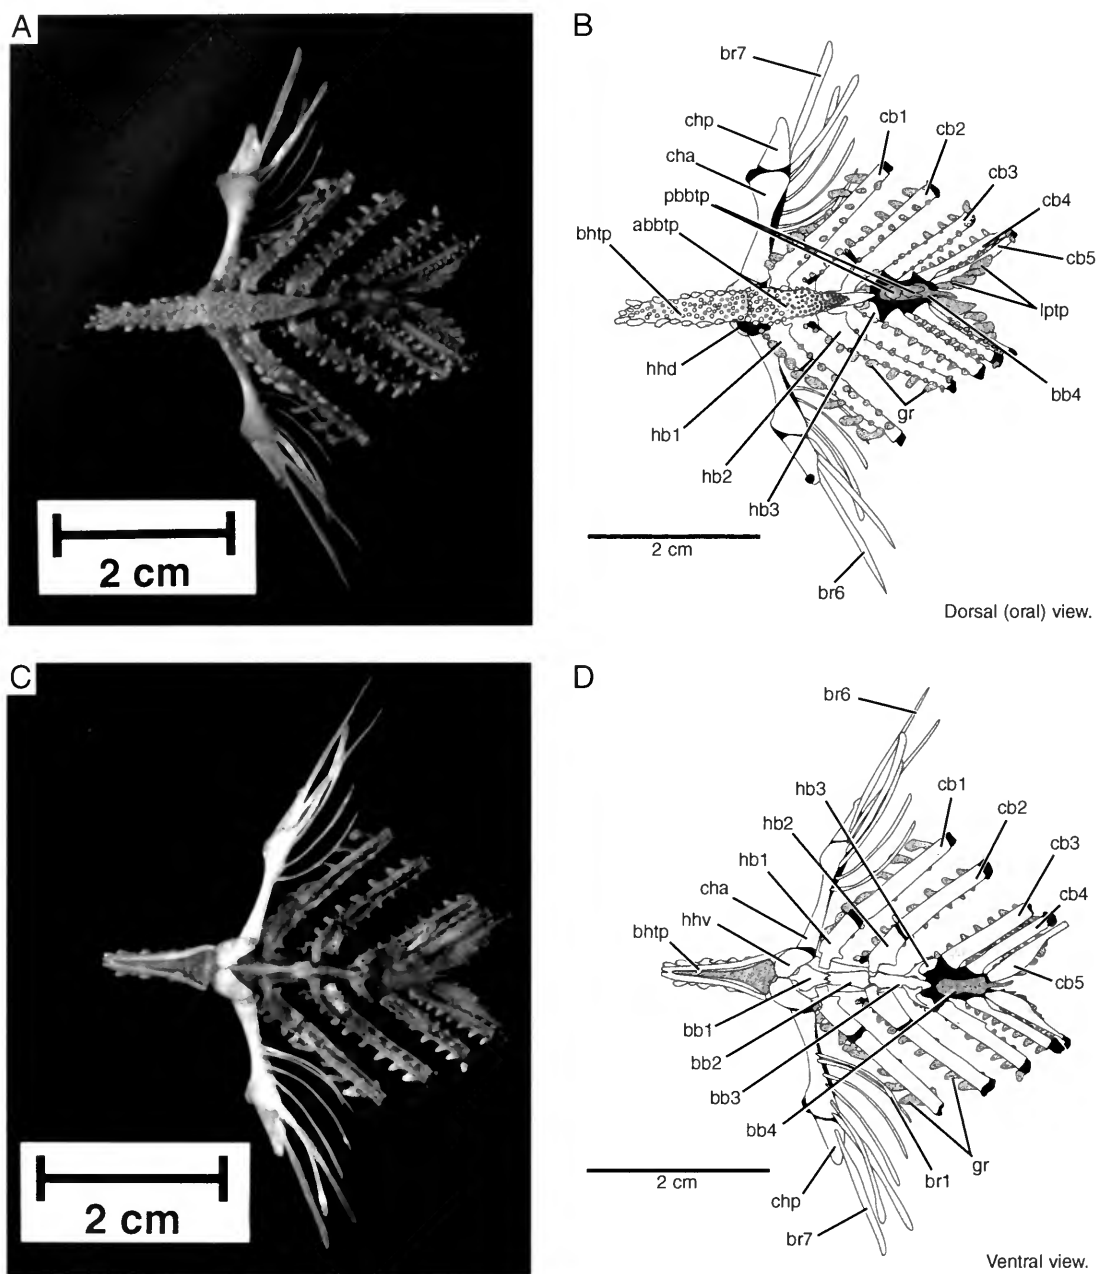 A
2 cm
B
br7
chp
cha
pbbtp
abbtp
bhtp
cb1
cb2
cb3
cb4
cb5
lptp
bb4
gr
hhd
hb1
hb2
hb3
2 cm
br6
Dorsal (oral) view.
C
2 cm
D
br6
hb3
hb2
hb1
cha
hhv
bhtp
cb1
cb2
cb3
cb4
cb5
bb1
bb2
bb3
bb4
gr
br1
chp
br7
2 cm
Ventral view.